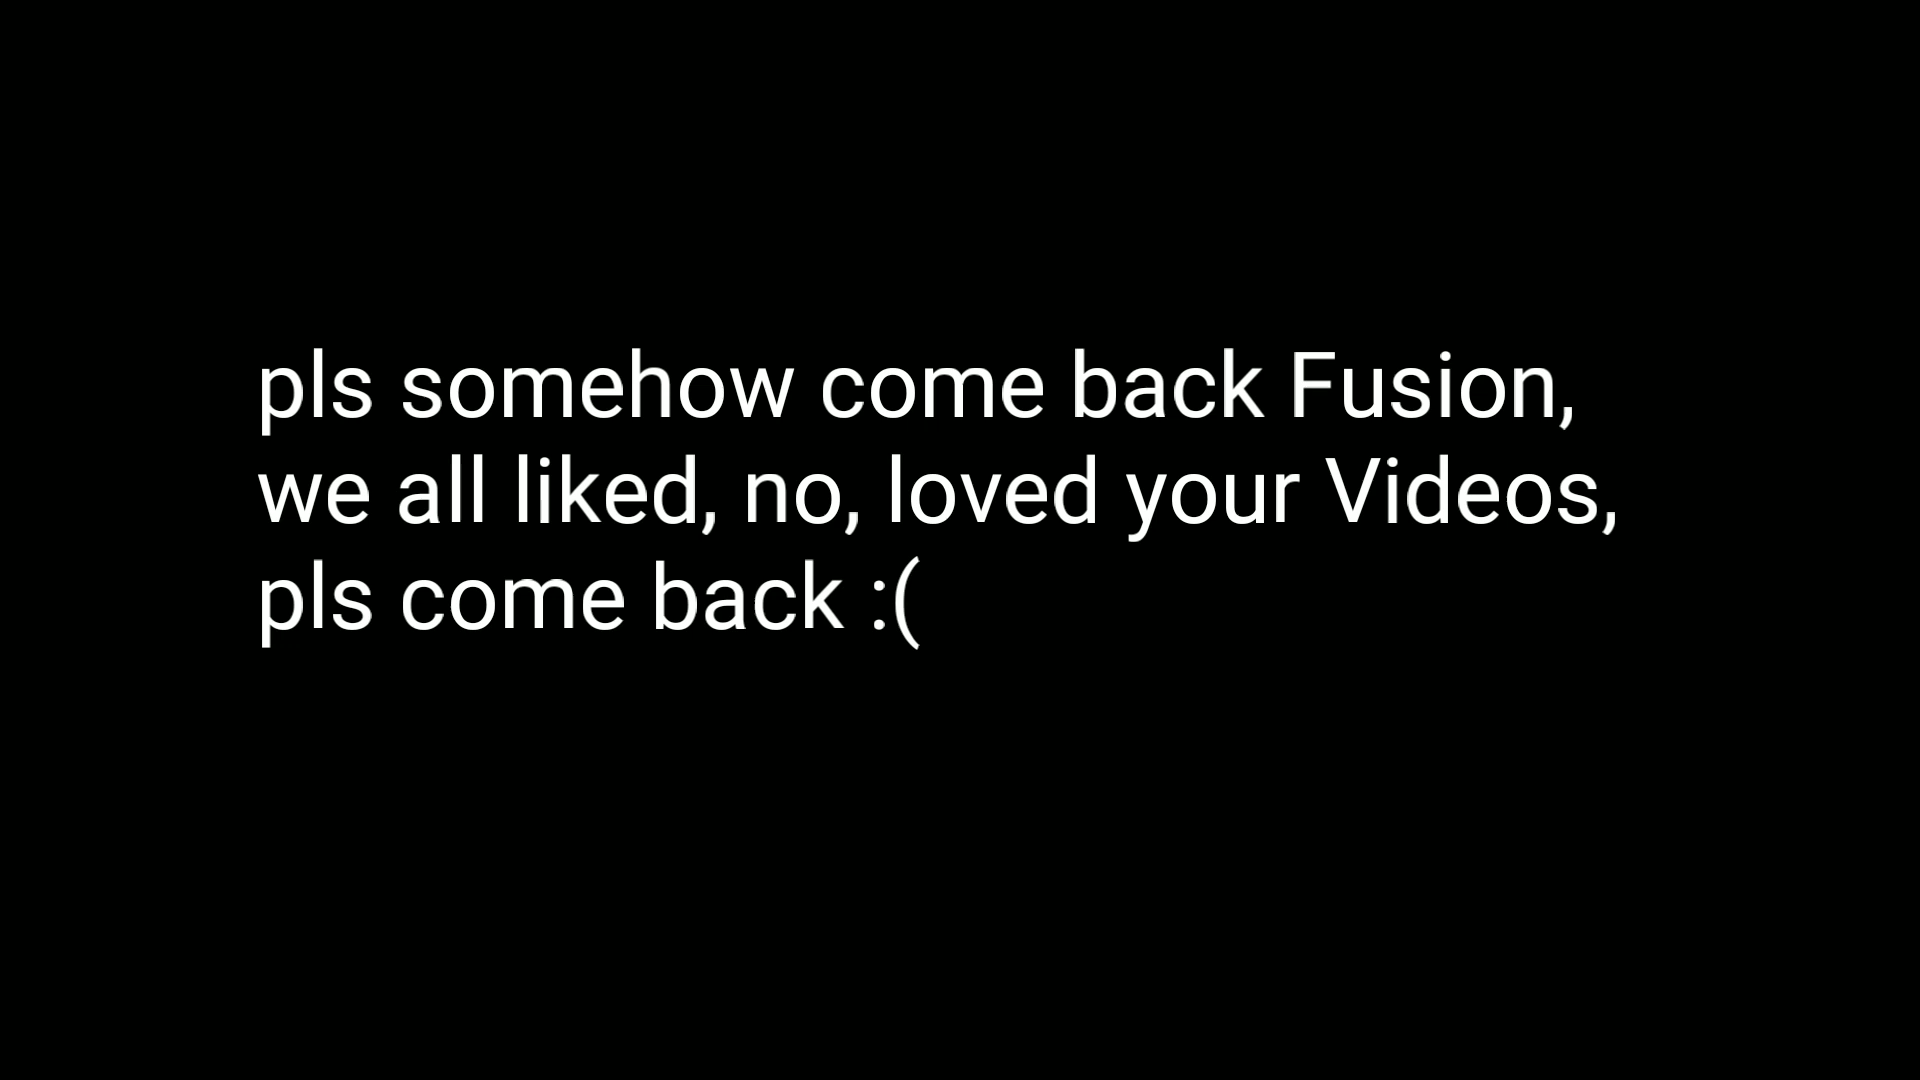 pls somehow come back Fusion,
we all liked, no, loved your Videos,
pls come back :(